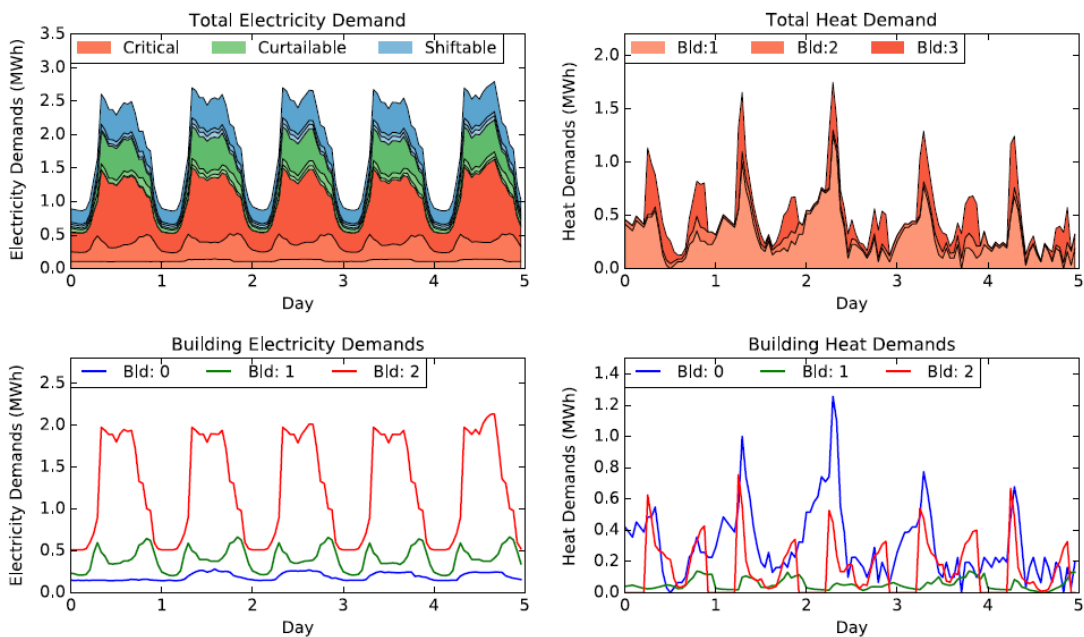 Total Electricity Demand
Critical Curtailable Shiftable
Electricity Demands (MWh)
3.5
3.0
2.5
2.0
1.5
1.0
0.5
0.0
0 1 2 3 4 5
Day
Total Heat Demand
Bld:1 Bld:2 Bld:3
Heat Demands (MWh)
2.0
1.5
1.0
0.5
0.0
0 1 2 3 4 5
Day
Building Electricity Demands
Bld: 0 Bld: 1 Bld: 2
Electricity Demands (MWh)
2.5
2.0
1.5
1.0
0.5
0.0
0 1 2 3 4 5
Day
Building Heat Demands
Bld: 0 Bld: 1 Bld: 2
Heat Demands (MWh)
1.4
1.2
1.0
0.8
0.6
0.4
0.2
0.0
0 1 2 3 4 5
Day